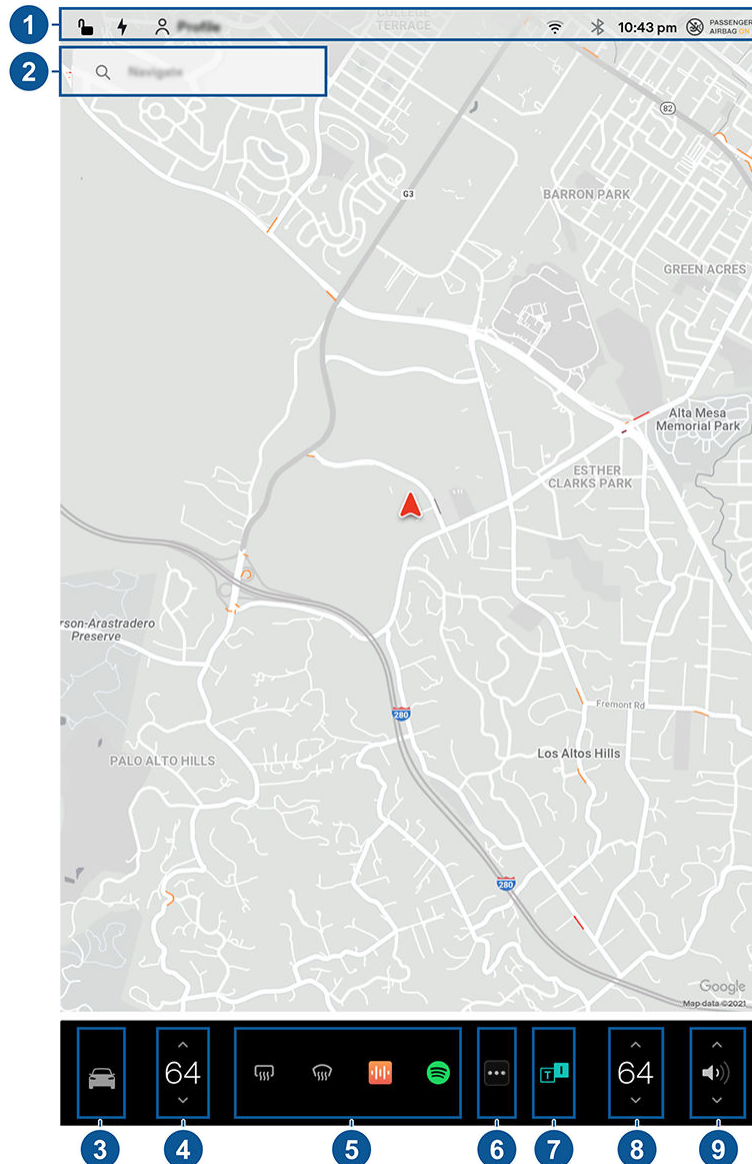 COLLEGE
TERRACE
1
10:43 pm
PASSENGER
AIRBAG ON
2
82
G3
BARRON PARK
GREEN ACRES
Alta Mesa
Memorial Park
ESTHER
CLARKS PARK
rson-Arastradero
Preserve
280
Fremont Rd
Los Altos Hills
PALO ALTO HILLS
280
Google
Map data ©2021
64
T
I
64
3
4
5
6
7
8
9